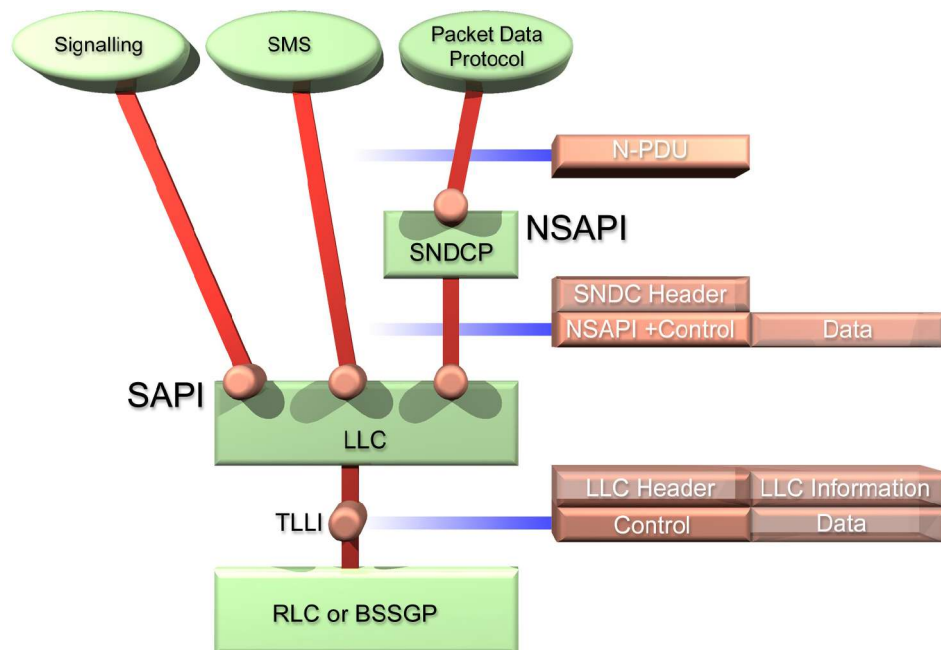 Signalling
SMS
Packet Data
Protocol
N-PDU
NSAPI
SNDCP
SNDC Header
NSAPI +Control
Data
SAPI
LLC
LLC Header
LLC Information
TLLI
Control
Data
RLC or BSSGP